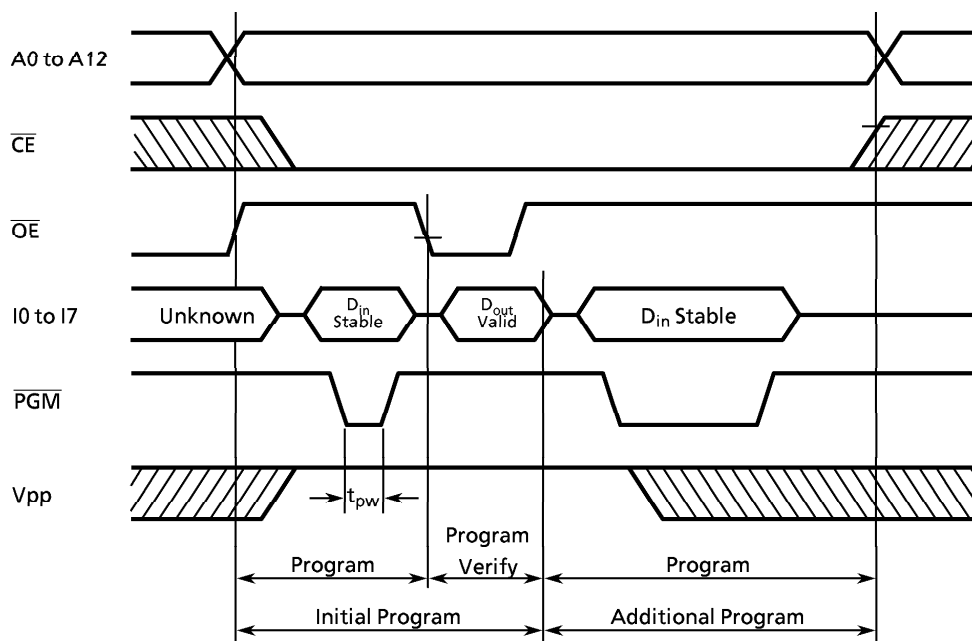 A0 to A12
CE
OE
I0 to I7
Unknown
Din
Stable
Dout
Valid
Din Stable
PGM
Vpp
tpw
Program
Program
Verify
Program
Initial Program
Additional Program